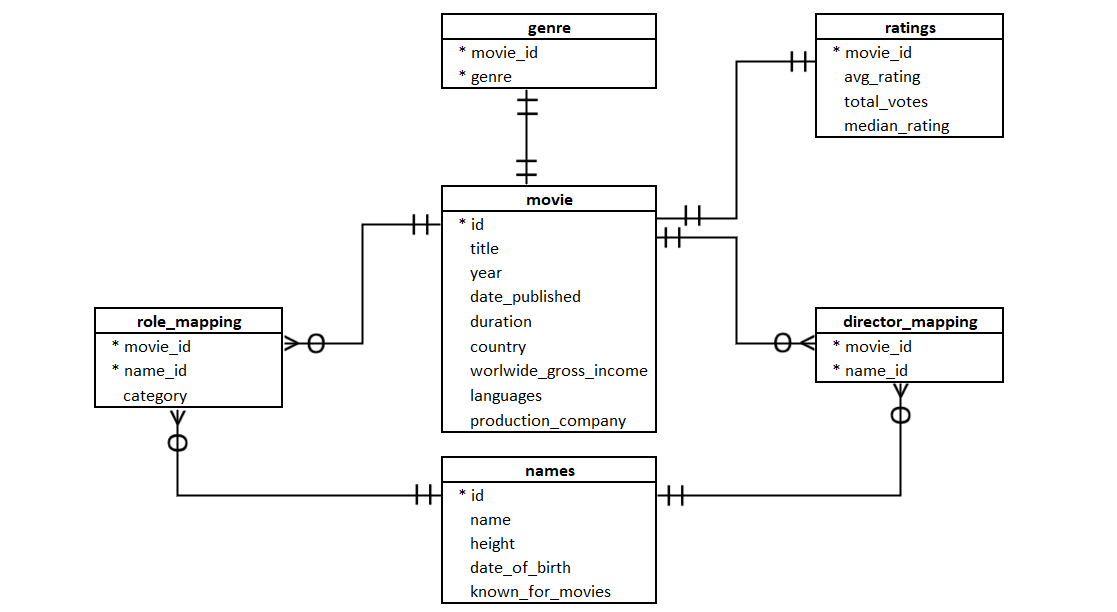 genre
* movie_id
* genre
ratings
* movie_id
avg_rating
total_votes
median_rating
movie
* id
title
year
date_published
duration
country
worlwide_gross_income
languages
production_company
role_mapping
* movie_id
* name_id
category
director_mapping
* movie_id
* name_id
names
* id
name
height
date_of_birth
known_for_movies